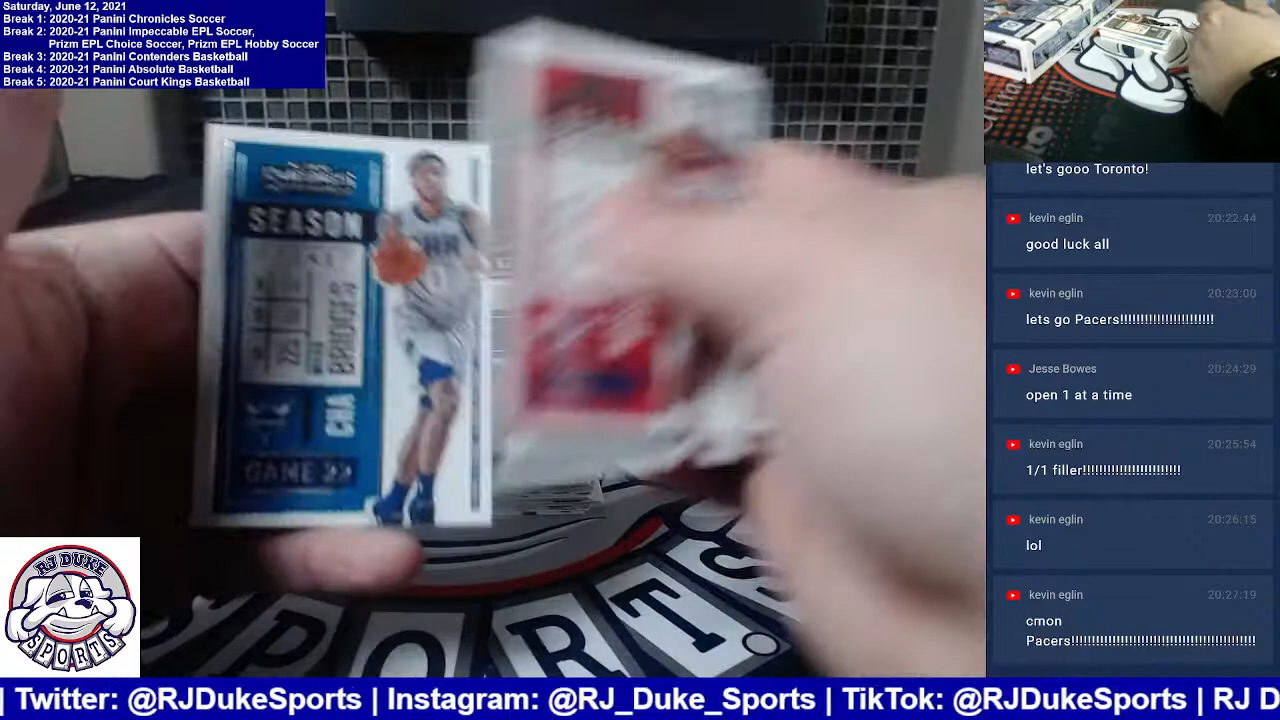 Saturday, June 12, 2021
Break 1: 2020-21 Panini Chronicles Soccer
Break 2: 2020-21 Panini Impeccable EPL Soccer,
Prizm EPL Choice Soccer, Prizm EPL Hobby Soccer
Break 3: 2020-21 Panini Contenders Basketball
Break 4: 2020-21 Panini Absolute Basketball
Break 5: 2020-21 Panini Court Kings Basketball
SEASON
BRIDGES
CHA
GAME
let's gooo Toronto!
kevin eglin 20:22:44
good luck all
kevin eglin 20:23:00
lets go Pacers!!!!!!!!!!!!!!!!!!!!!!!
Jesse Bowes 20:24:29
open 1 at a time
kevin eglin 20:25:54
1/1 filler!!!!!!!!!!!!!!!!!!!!!!!!
kevin eglin 20:26:15
lol
kevin eglin 20:27:19
cmon
Pacers!!!!!!!!!!!!!!!!!!!!!!!!!!!!!!!!!!!!!!!!!!!!
RJ DUKE
SPORTS
SPORTS
| Twitter: @RJDukeSports | Instagram: @RJ_Duke_Sports | TikTok: @RJDukeSports | RJ D